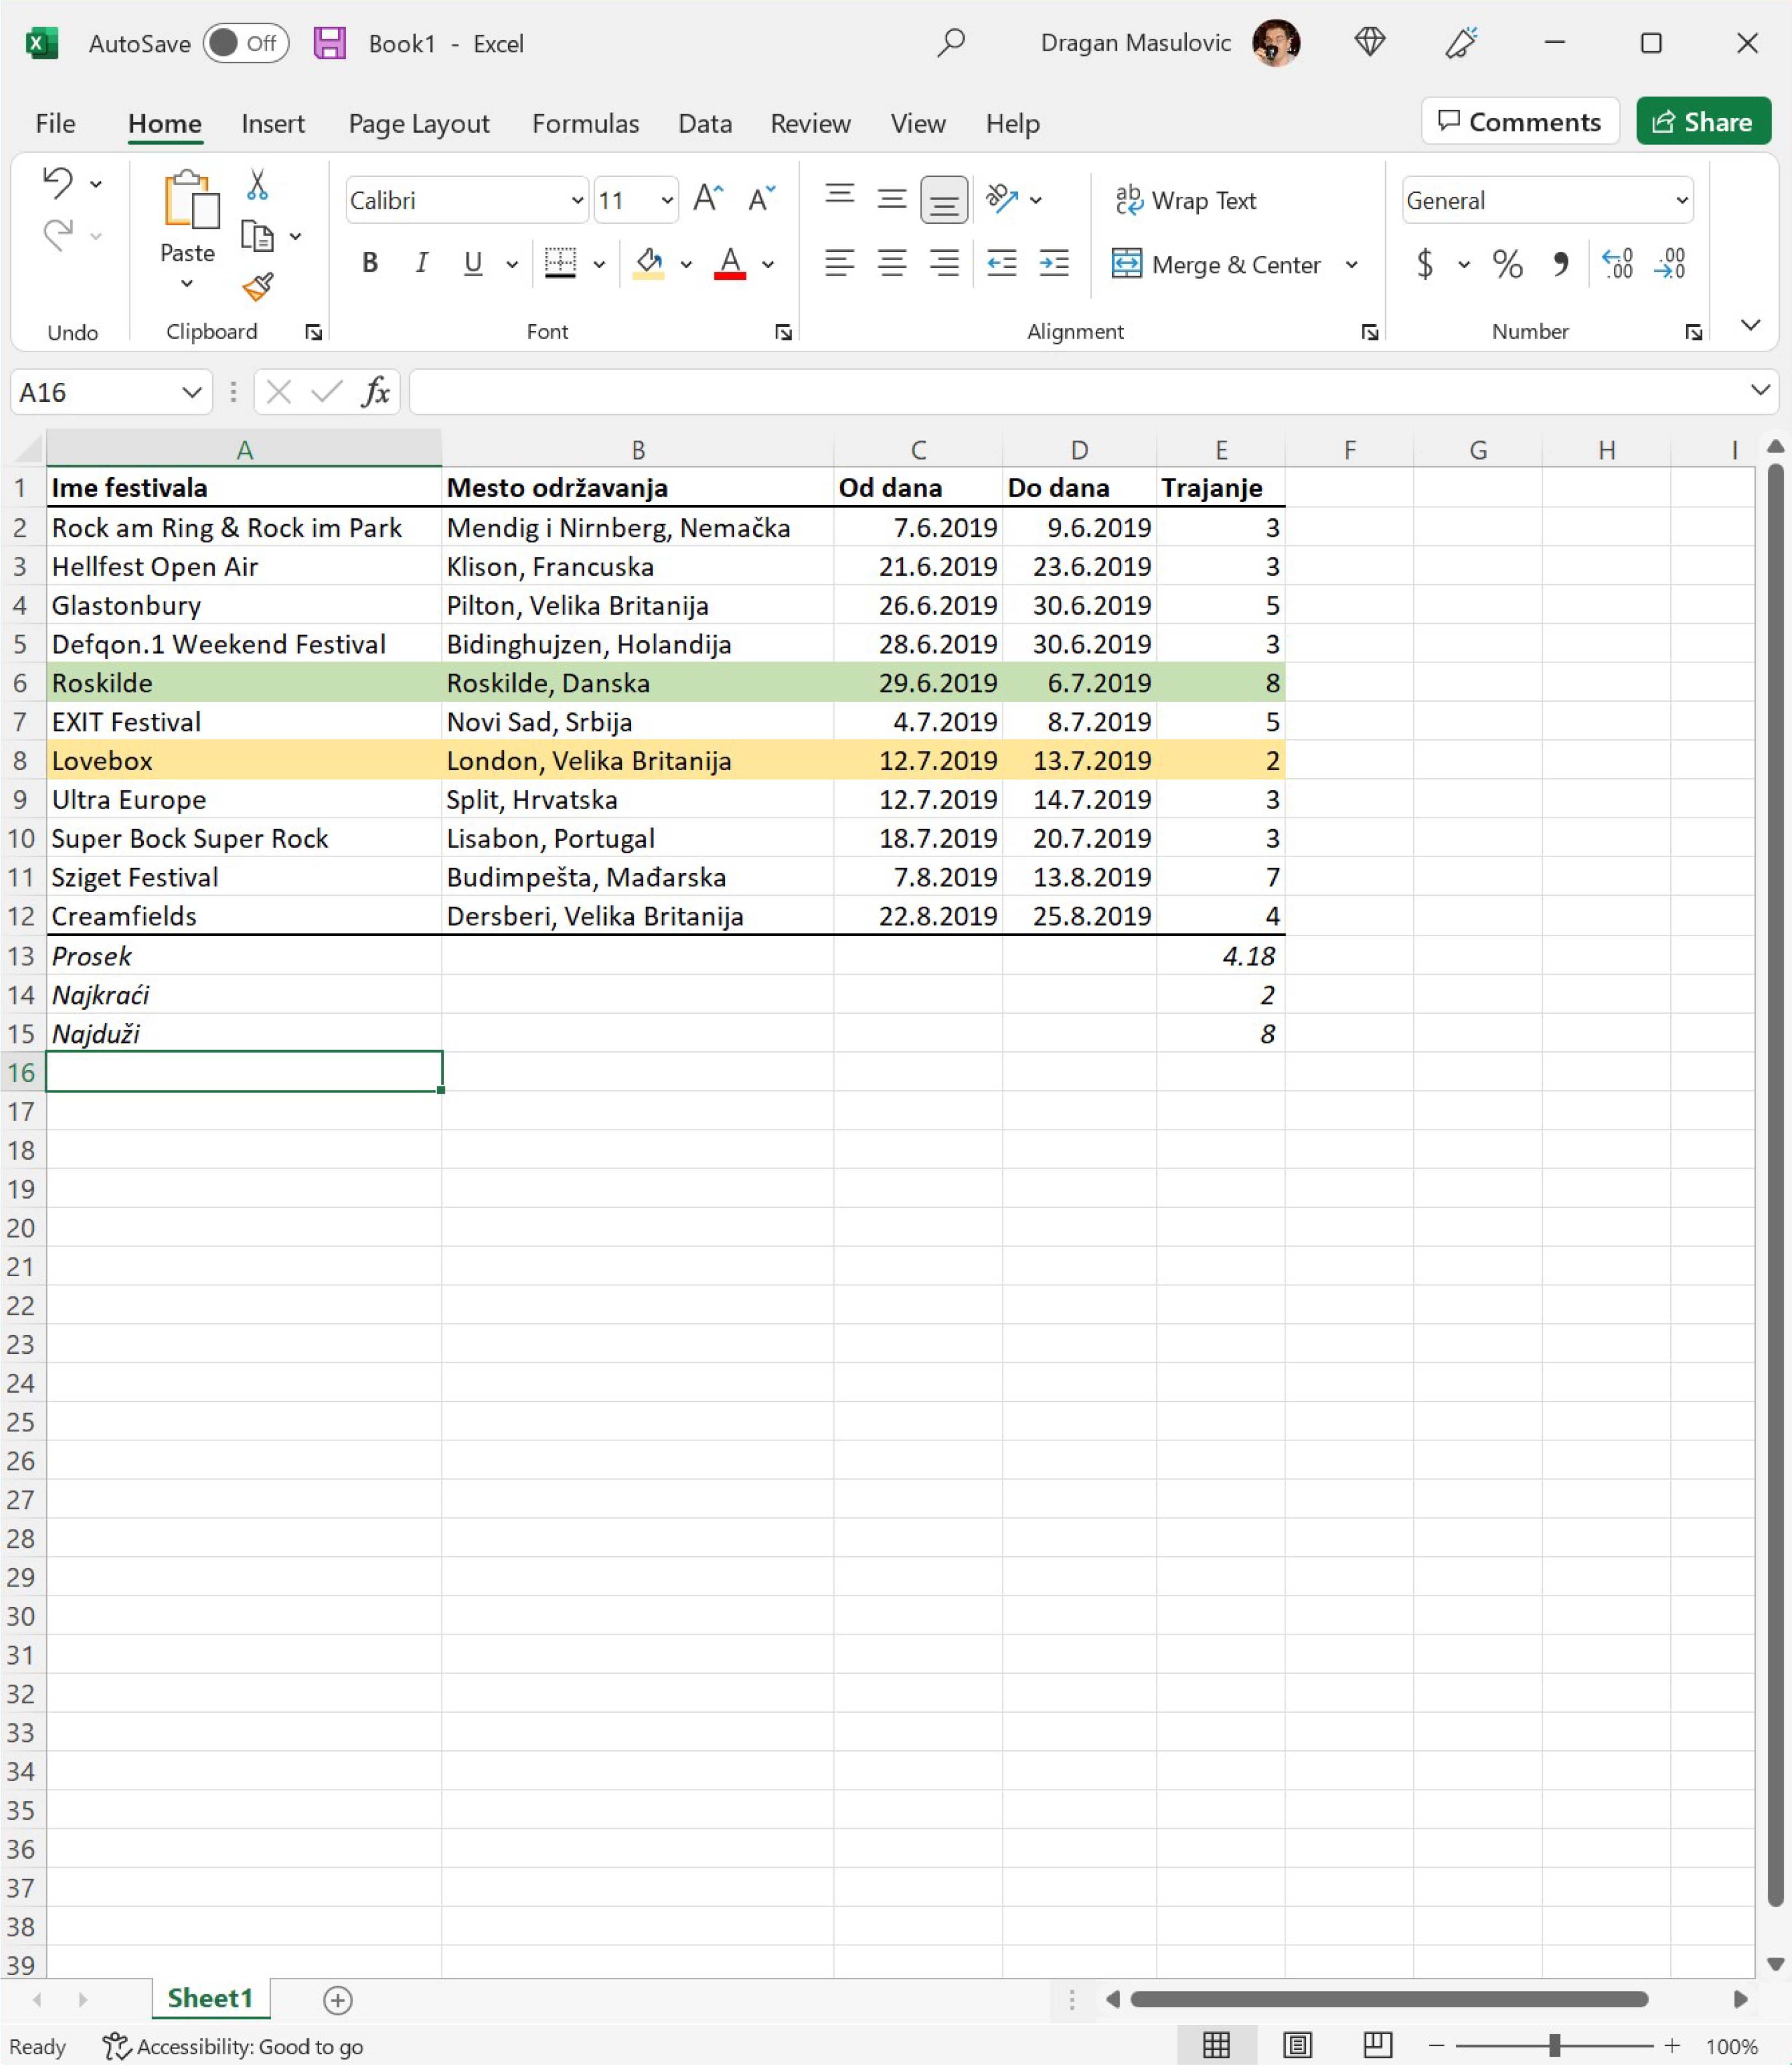 AutoSave Off Book1 - Excel Dragan Masulovic
File Home Insert Page Layout Formulas Data Review View Help Comments Share
Calibri 11 A A ab Wrap Text General
Paste B I U A Merge & Center $ % 9 .00 .00
Undo Clipboard Font Alignment Number
A16 fx
A B C D E F G H I
1 Ime festivala Mesto održavanja Od dana Do dana Trajanje
2 Rock am Ring & Rock im Park Mendig i Nirnberg, Nemačka 7.6.2019 9.6.2019 3
3 Hellfest Open Air Klison, Francuska 21.6.2019 23.6.2019 3
4 Glastonbury Pilton, Velika Britanija 26.6.2019 30.6.2019 5
5 Defqon.1 Weekend Festival Bidinghujzen, Holandija 28.6.2019 30.6.2019 3
6 Roskilde Roskilde, Danska 29.6.2019 6.7.2019 8
7 EXIT Festival Novi Sad, Srbija 4.7.2019 8.7.2019 5
8 Lovebox London, Velika Britanija 12.7.2019 13.7.2019 2
9 Ultra Europe Split, Hrvatska 12.7.2019 14.7.2019 3
10 Super Bock Super Rock Lisabon, Portugal 18.7.2019 20.7.2019 3
11 Sziget Festival Budimpešta, Mađarska 7.8.2019 13.8.2019 7
12 Creamfields Dersberi, Velika Britanija 22.8.2019 25.8.2019 4
13 Prosek 4.18
14 Najkraći 2
15 Najduži 8
16
17
18
19
20
21
22
23
24
25
26
27
28
29
30
31
32
33
34
35
36
37
38
39
Sheet1
Ready Accessibility: Good to go 100%